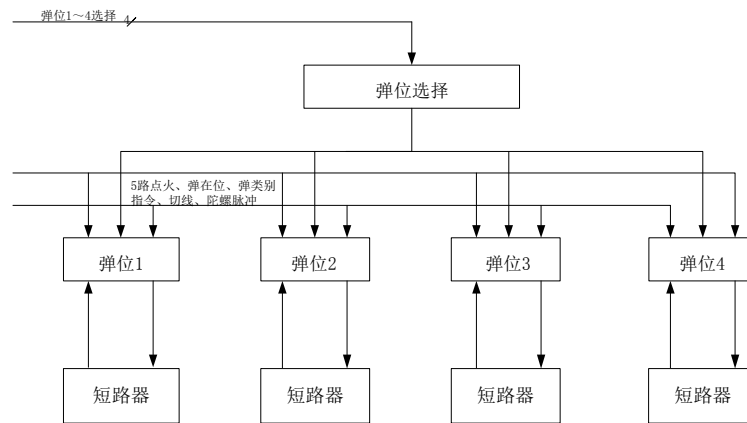 弹位1～4选择 4
弹位选择
5路点火、弹在位、弹类别
指令、切线、陀螺脉冲
弹位1
弹位2
弹位3
弹位4
短路器
短路器
短路器
短路器